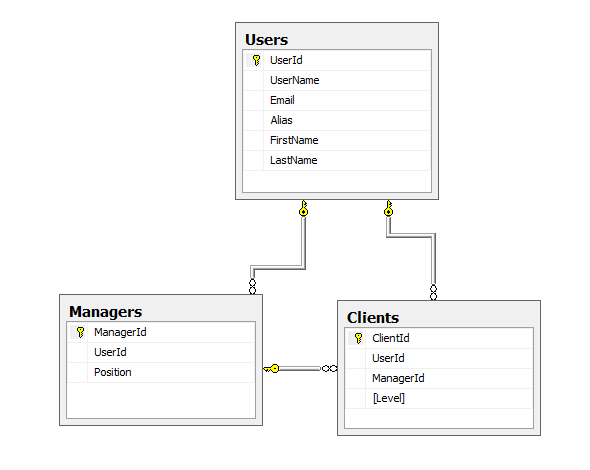 Users
UserId
UserName
Email
Alias
FirstName
LastName
Managers
ManagerId
UserId
Position
Clients
ClientId
UserId
ManagerId
[Level]